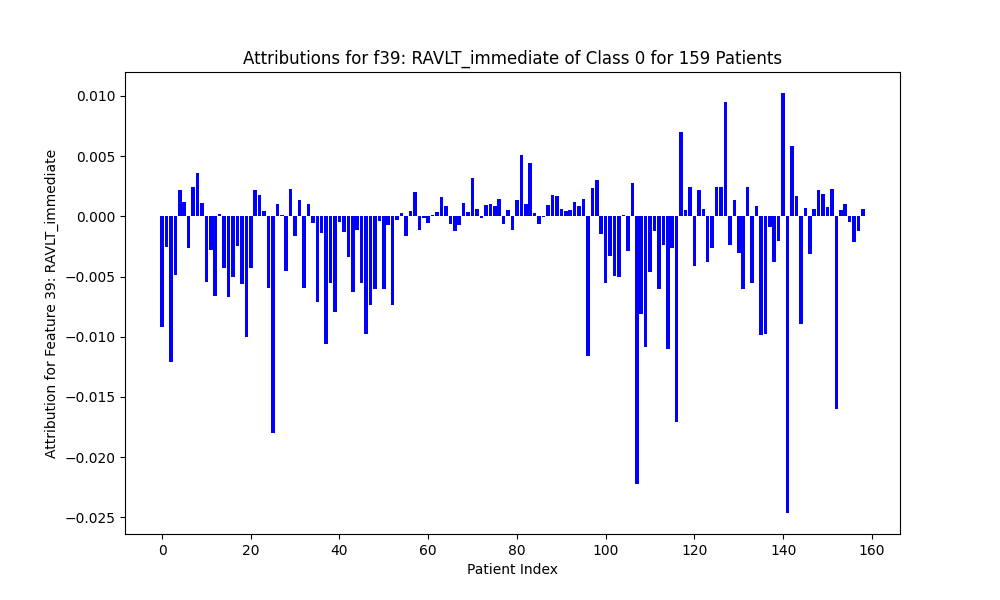 Attributions for f39: RAVLT_immediate of Class 0 for 159 Patients
Attribution for Feature 39: RAVLT_immediate
0.010
0.005
0.000
−0.005
−0.010
−0.015
−0.020
−0.025
0 20 40 60 80 100 120 140 160
Patient Index